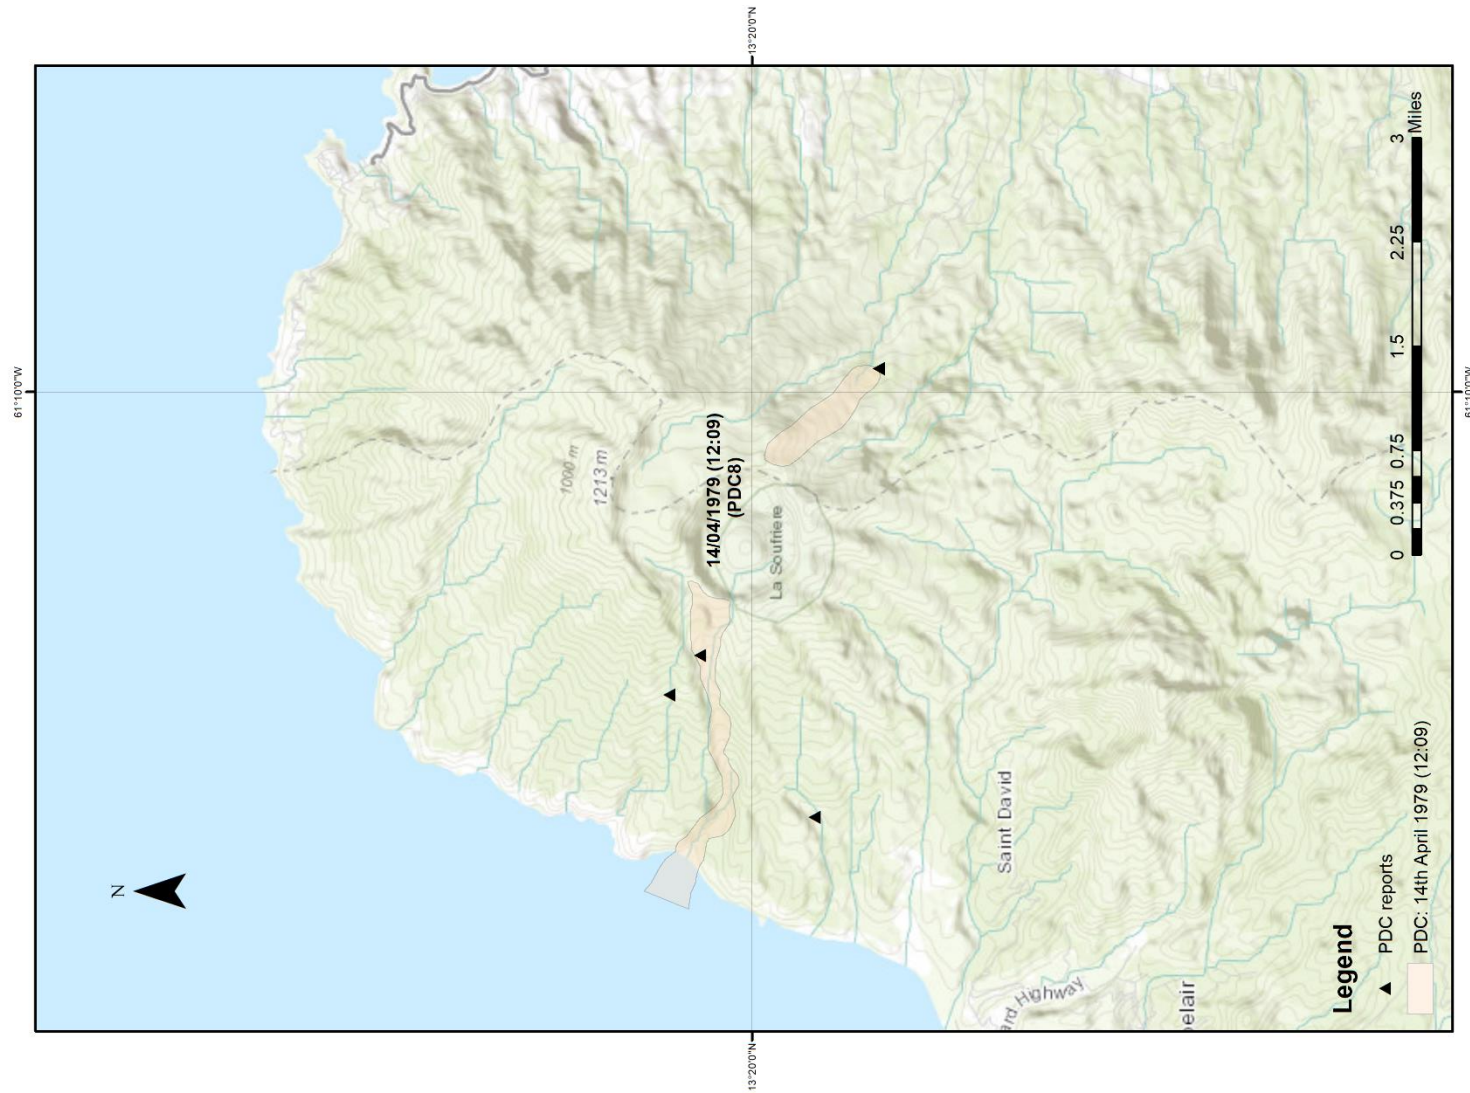 61°10'0"W
N
1000 m
1213 m
14/04/1979 (12:09)
(PDC8)
13°20'0"N
13°20'0"N
La Soufriere
Saint David
ard Highway
elair
Legend
PDC reports
PDC: 14th April 1979 (12:09)
0 0.375 0.75 1.5 2.25 3
Miles
61°10'0"W